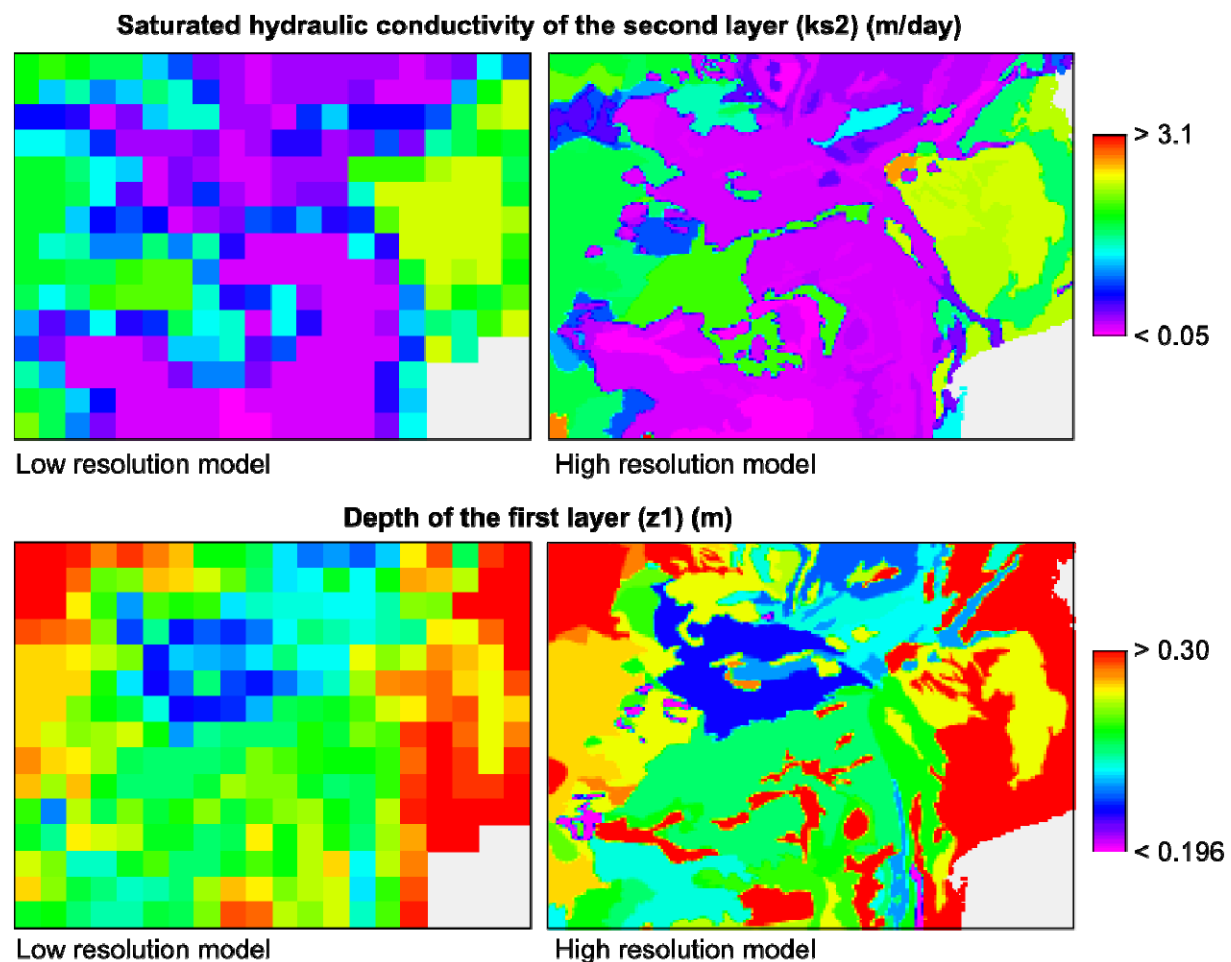 Saturated hydraulic conductivity of the second layer (ks2) (m/day)
> 3.1
< 0.05
Low resolution model
High resolution model
Depth of the first layer (z1) (m)
> 0.30
< 0.196
Low resolution model
High resolution model